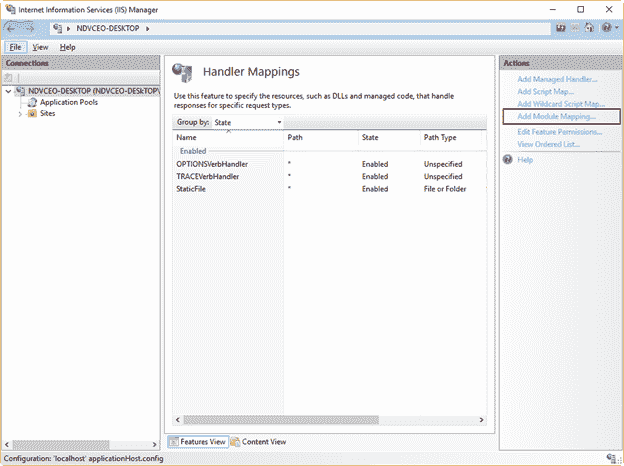 Internet Information Services (IIS) Manager
NDVCEO-DESKTOP
File View Help
Connections
NDVCEO-DESKTOP (NDVCEO-DESKTOP\
Application Pools
Sites
Handler Mappings
Use this feature to specify the resources, such as DLLs and managed code, that handle
responses for specific request types.
Group by: State
Name Path State Path Type
Enabled
OPTIONSVerbHandler * Enabled Unspecified
TRACEVerbHandler * Enabled Unspecified
StaticFile * Enabled File or Folder
Features View Content View
Actions
Add Managed Handler...
Add Script Map...
Add Wildcard Script Map...
Add Module Mapping...
Edit Feature Permissions...
View Ordered List...
Help
Configuration: 'localhost' applicationHost.config